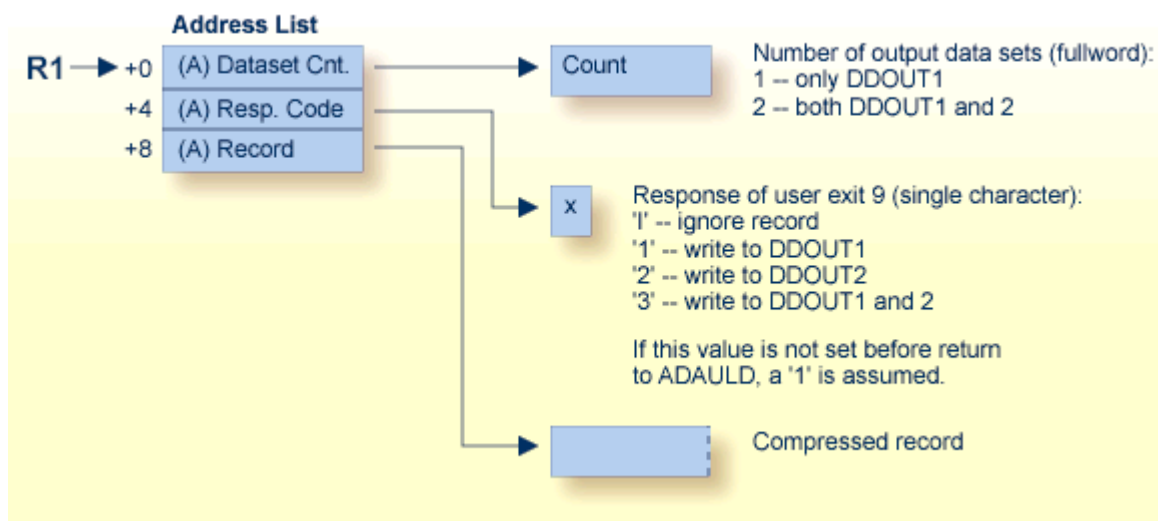 Address List
R1
+0 (A) Dataset Cnt.
+4 (A) Resp. Code
+8 (A) Record
Count
Number of output data sets (fullword):
1 -- only DDOUT1
2 -- both DDOUT1 and 2
x
Response of user exit 9 (single character):
'I' -- ignore record
'1' -- write to DDOUT1
'2' -- write to DDOUT2
'3' -- write to DDOUT1 and 2
If this value is not set before return
to ADAULD, a '1' is assumed.
Compressed record